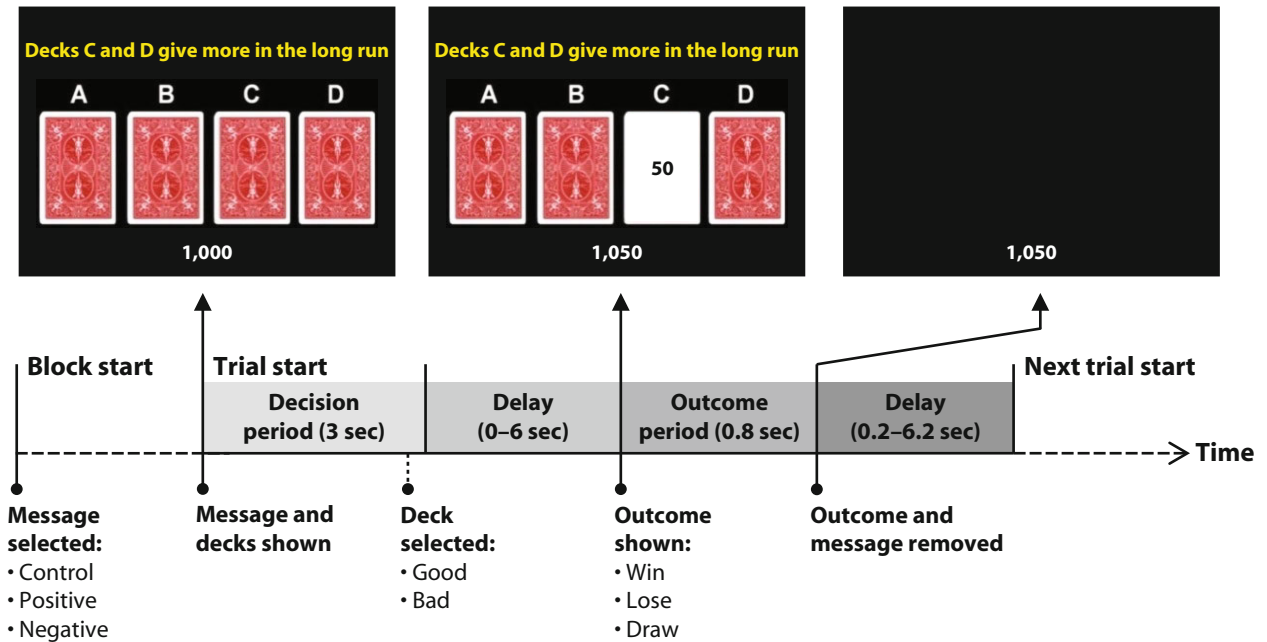 Decks C and D give more in the long run
A B C D
1,000
Decks C and D give more in the long run
A B C D
50
1,050
1,050
Block start
Trial start
Next trial start
Decision
period (3 sec)
Delay
(0–6 sec)
Outcome
period (0.8 sec)
Delay
(0.2–6.2 sec)
Time
Message
selected:
• Control
• Positive
• Negative
Message and
decks shown
Deck
selected:
• Good
• Bad
Outcome
shown:
• Win
• Lose
• Draw
Outcome and
message removed